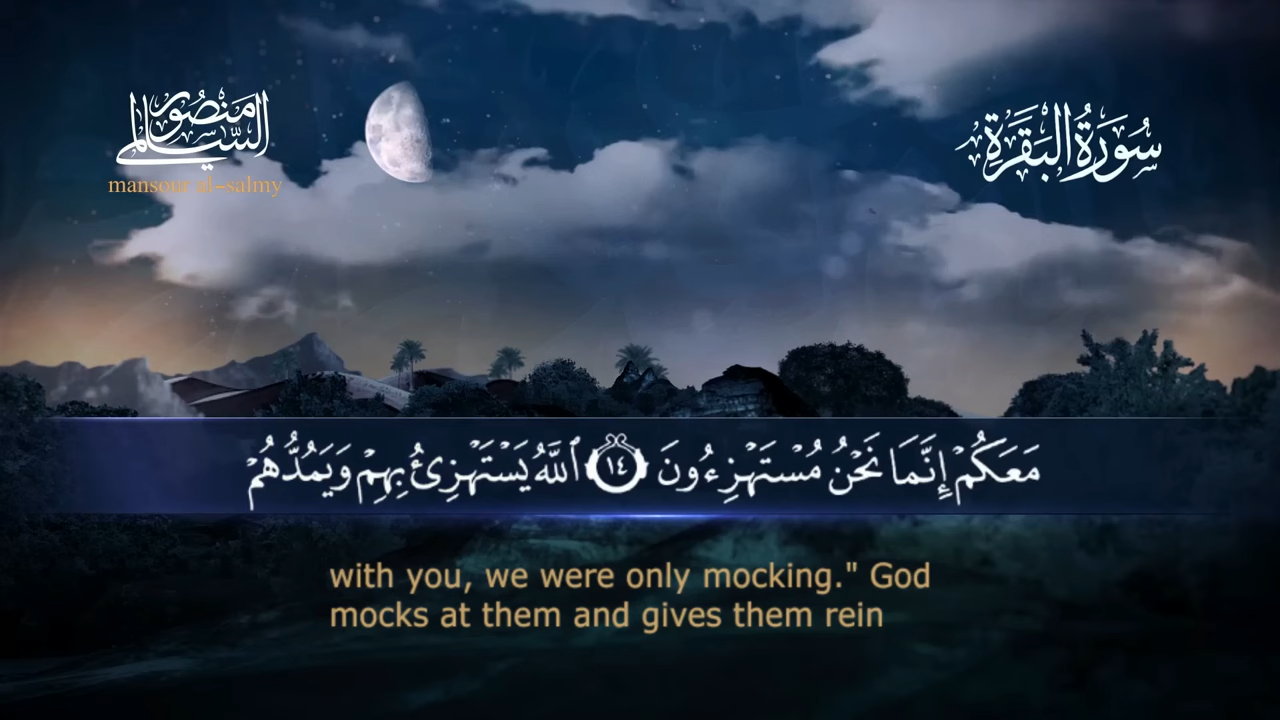 منصور السالمي
mansour al-salmy
سُورَةُ البَقَرَةِ
مَعَكُمْ إِنَّمَا نَحْنُ مُسْتَهْزِءُونَ ١٤ ٱللَّهُ يَسْتَهْزِئُ بِهِمْ وَيَمُدُّهُمْ
with you, we were only mocking." God
mocks at them and gives them rein